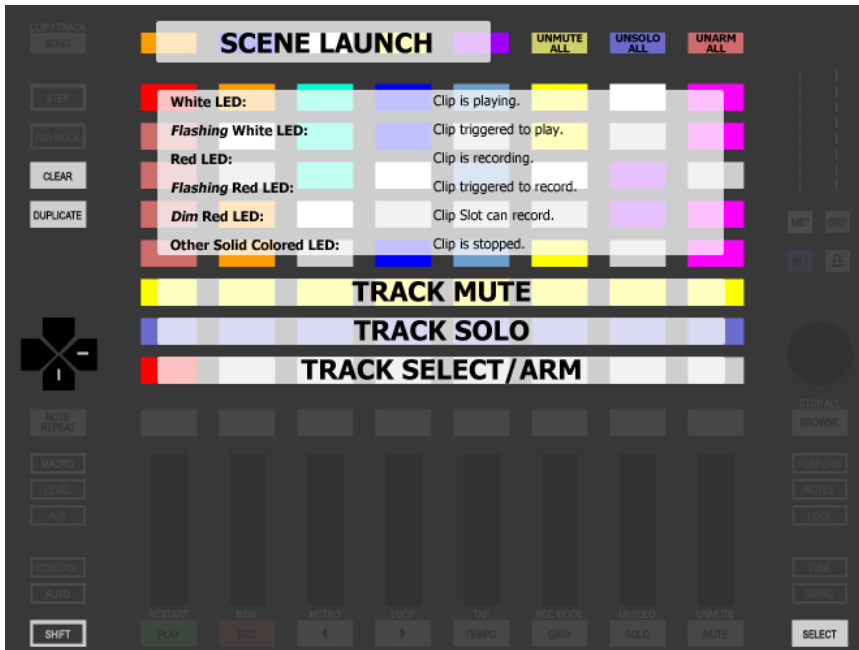 CLIP / TRACK
SONG
SCENE LAUNCH
UNMUTE
ALL
UNSOLO
ALL
UNARM
ALL
STEP
PAD MODE
CLEAR
DUPLICATE
White LED: Clip is playing.
Flashing White LED: Clip triggered to play.
Red LED: Clip is recording.
Flashing Red LED: Clip triggered to record.
Dim Red LED: Clip Slot can record.
Other Solid Colored LED: Clip is stopped.
MST GRP
IN 1
TRACK MUTE
TRACK SOLO
TRACK SELECT/ARM
NOTE
REPEAT
STOP ALL
BROWSE
MACRO
LEVEL
AUX
PERFORM
NOTES
LOCK
CONTROL
AUTO
TUNE
SWING
RESTART NEW METRO LOOP TAP REC MODE UNSOLO UNMUTE
SHIFT PLAY REC TEMPO GRID SOLO MUTE SELECT